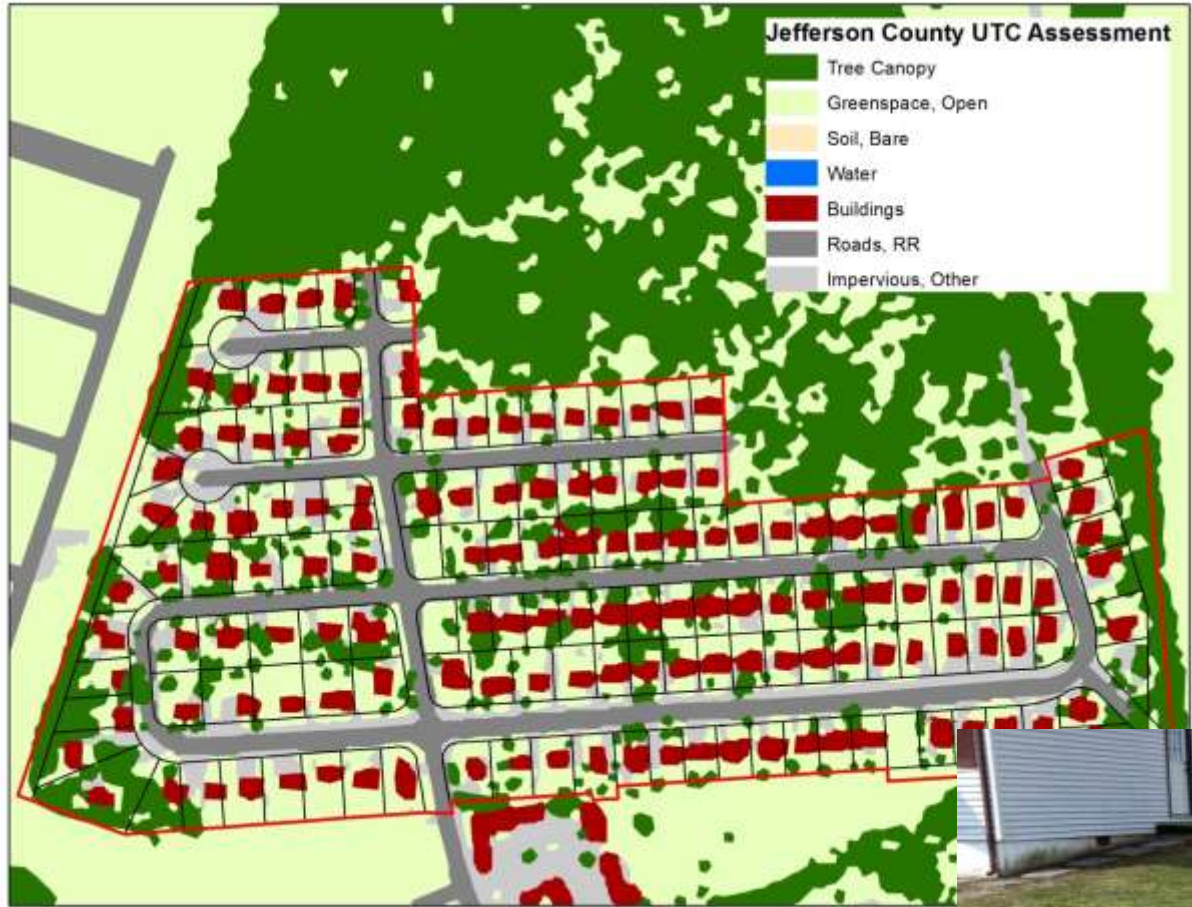 Jefferson County UTC Assessment
Tree Canopy
Greenspace, Open
Soil, Bare
Water
Buildings
Roads, RR
Impervious, Other